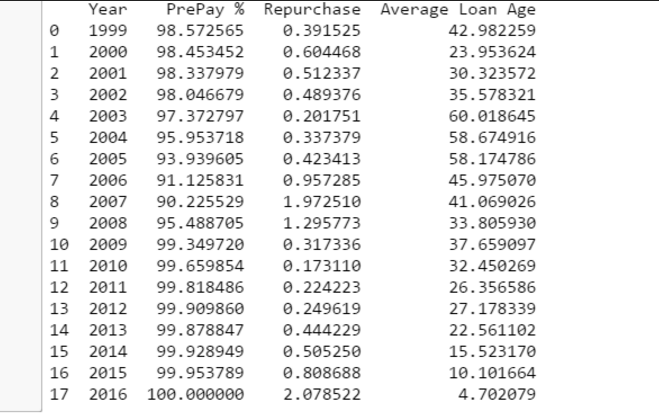 Year PrePay % Repurchase Average Loan Age
0 1999 98.572565 0.391525 42.982259
1 2000 98.453452 0.604468 23.953624
2 2001 98.337979 0.512337 30.323572
3 2002 98.046679 0.489376 35.578321
4 2003 97.372797 0.201751 60.018645
5 2004 95.953718 0.337379 58.674916
6 2005 93.939605 0.423413 58.174786
7 2006 91.125831 0.957285 45.975070
8 2007 90.225529 1.972510 41.069026
9 2008 95.488705 1.295773 33.805930
10 2009 99.349720 0.317336 37.659097
11 2010 99.659854 0.173110 32.450269
12 2011 99.818486 0.224223 26.356586
13 2012 99.909860 0.249619 27.178339
14 2013 99.878847 0.444229 22.561102
15 2014 99.928949 0.505250 15.523170
16 2015 99.953789 0.808688 10.101664
17 2016 100.000000 2.078522 4.702079